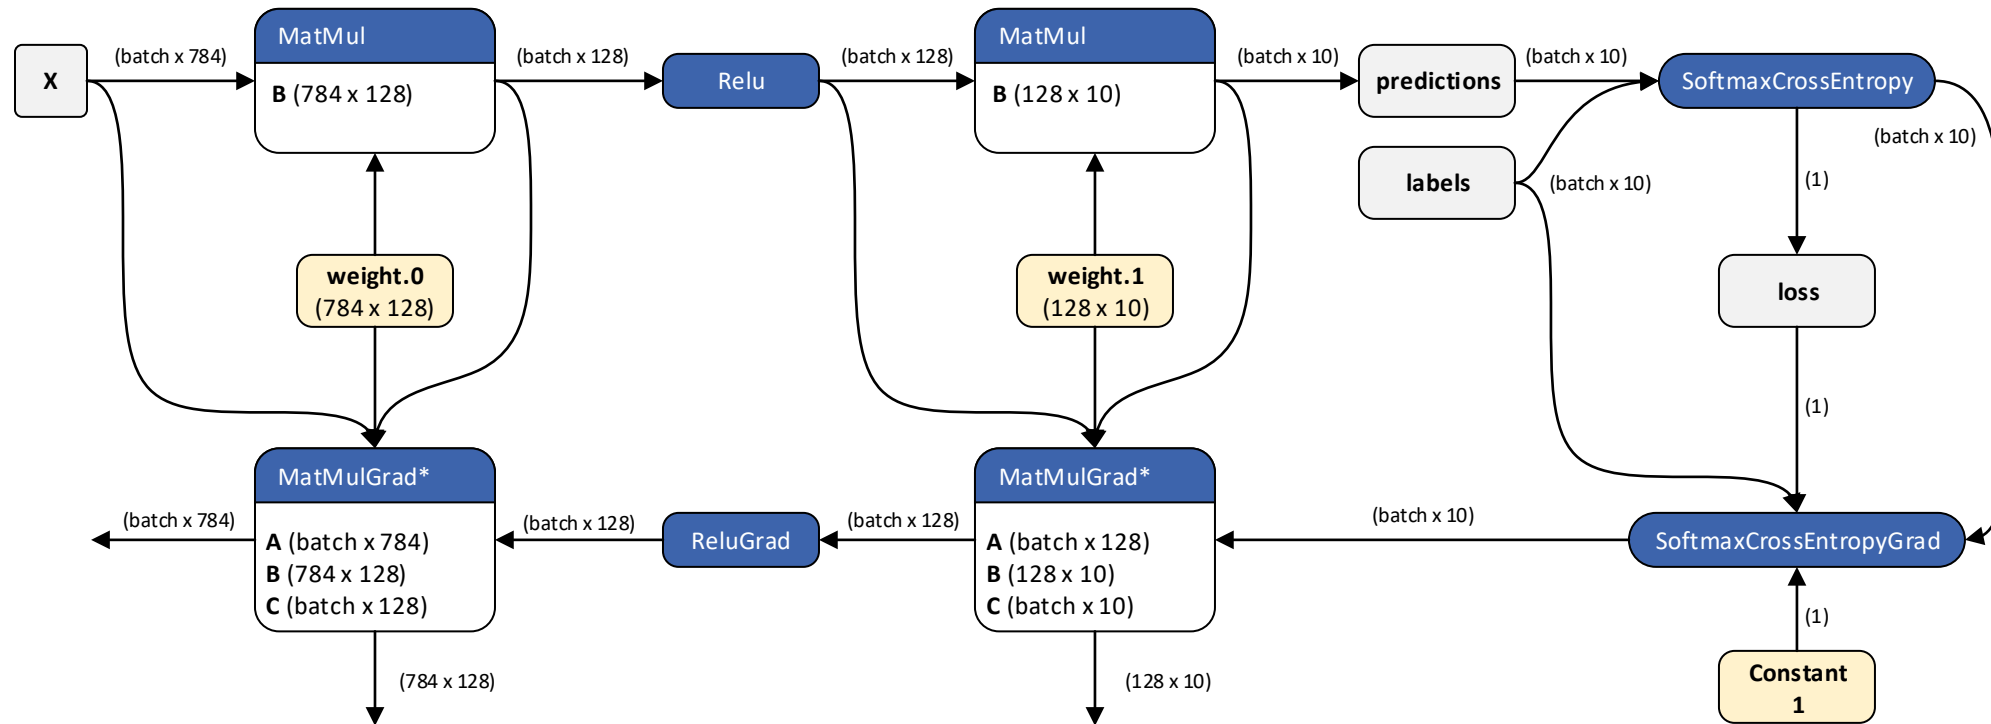 X
(batch x 784)
MatMul
B (784 x 128)
(batch x 128)
Relu
(batch x 128)
MatMul
B (128 x 10)
(batch x 10)
predictions
(batch x 10)
SoftmaxCrossEntropy
(batch x 10)
labels
(batch x 10)
(1)
weight.0
(784 x 128)
weight.1
(128 x 10)
loss
(1)
MatMulGrad*
A (batch x 784)
B (784 x 128)
C (batch x 128)
(batch x 784)
(batch x 128)
ReluGrad
(batch x 128)
MatMulGrad*
A (batch x 128)
B (128 x 10)
C (batch x 10)
(batch x 10)
SoftmaxCrossEntropyGrad
(1)
(784 x 128)
(128 x 10)
Constant
1